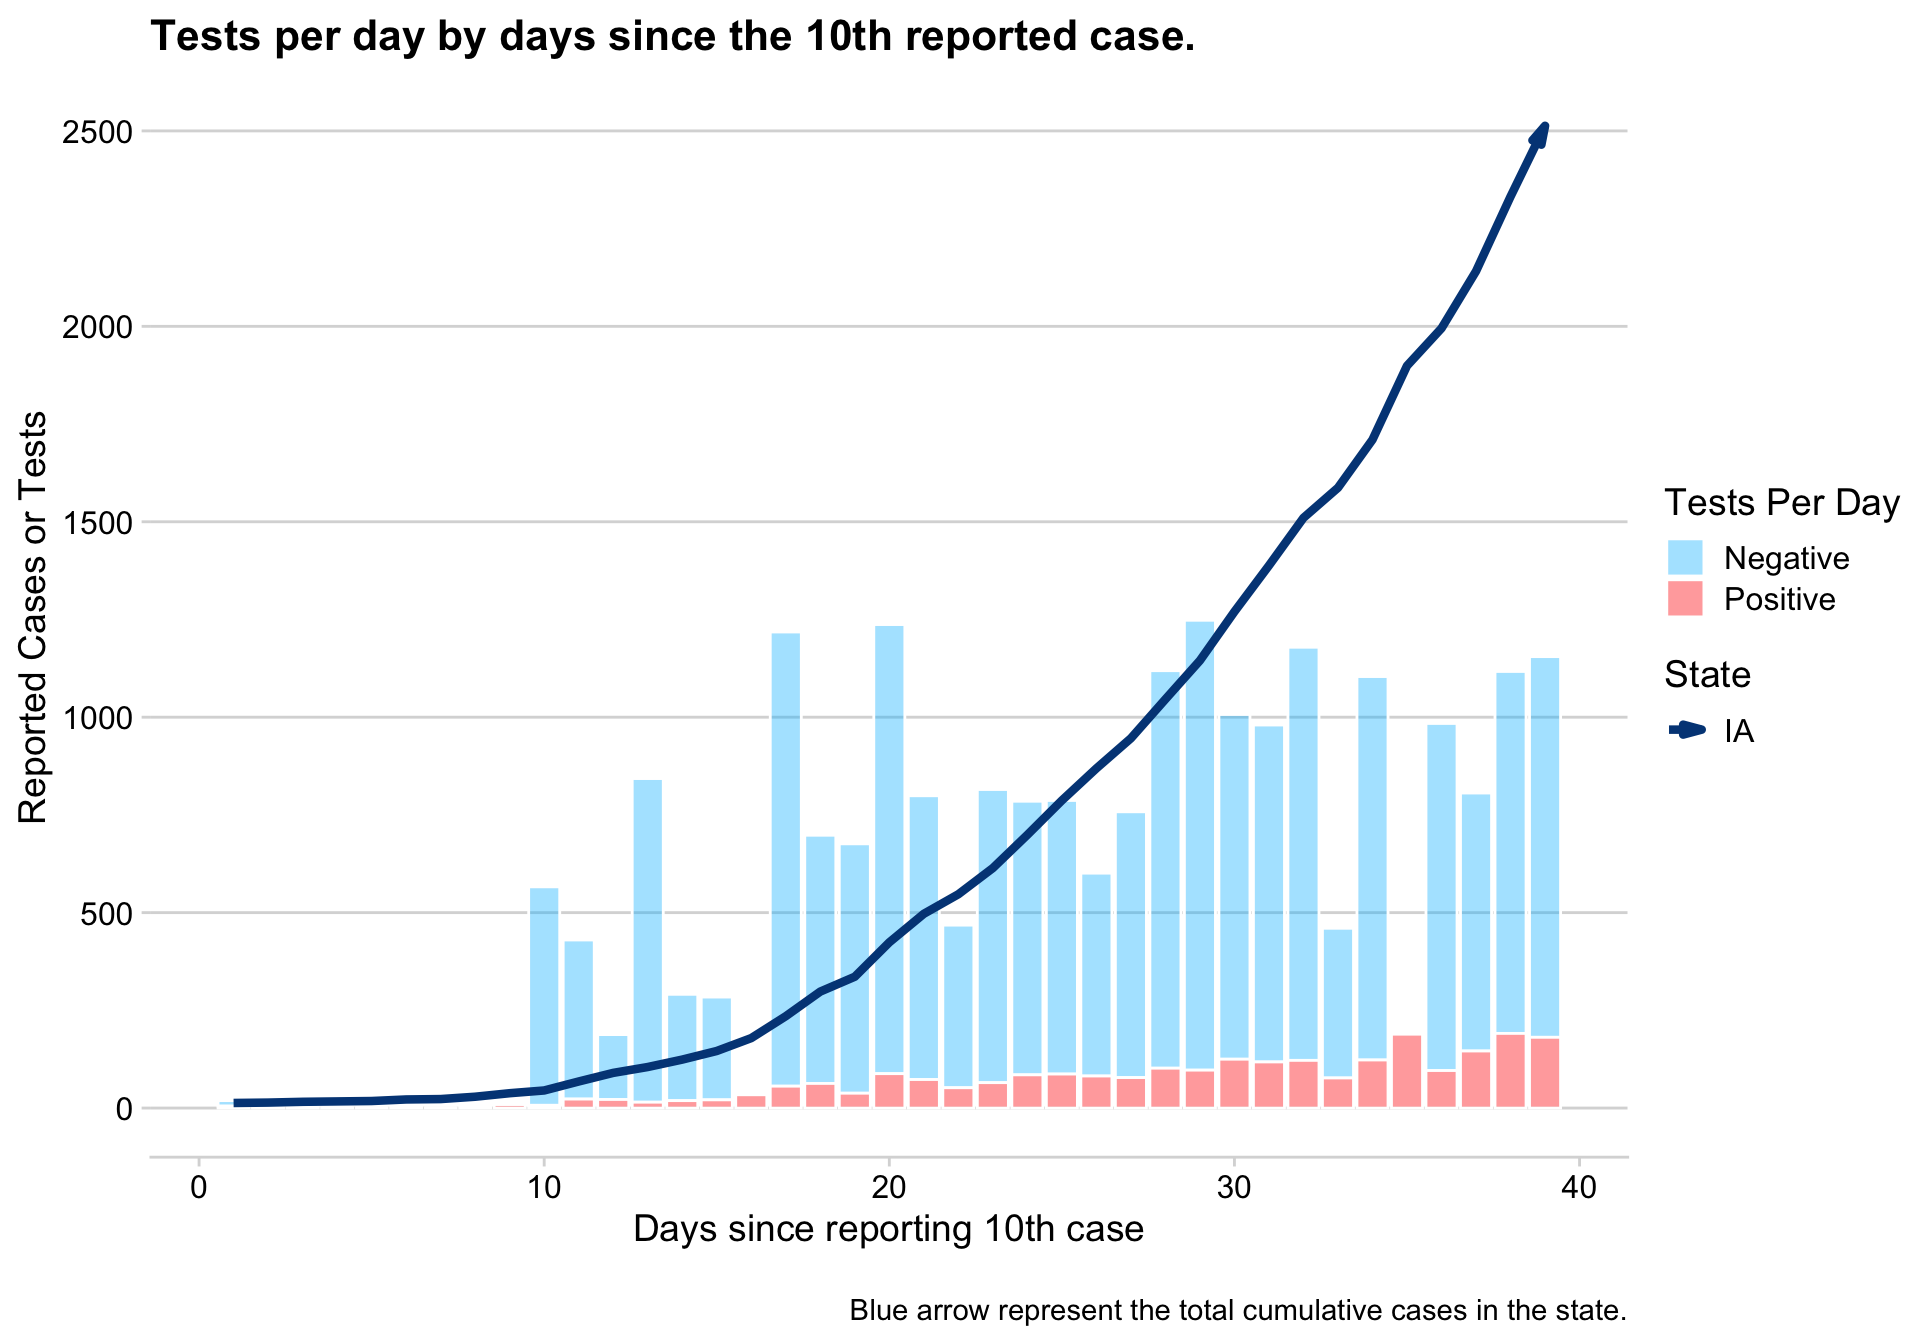 Tests per day by days since the 10th reported case.
Reported Cases or Tests
2500
2000
1500
1000
500
0
0 10 20 30 40
Days since reporting 10th case
Tests Per Day
Negative
Positive
State
IA
Blue arrow represent the total cumulative cases in the state.